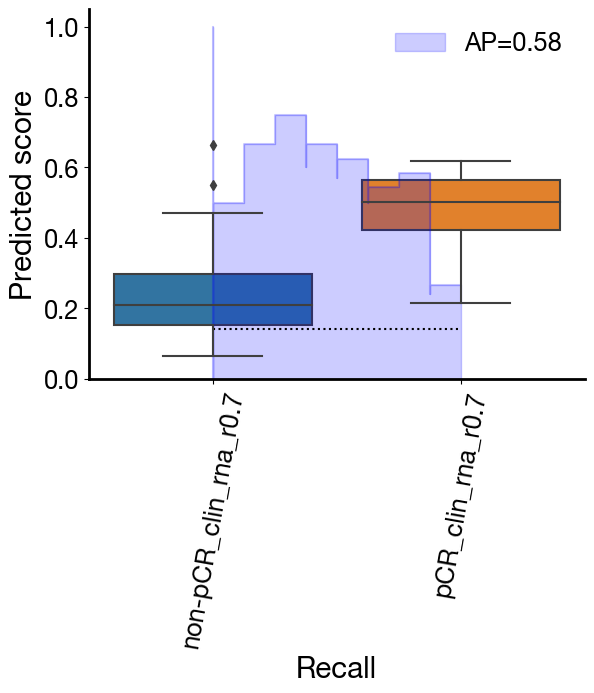 AP=0.58
Predicted score
1.0
0.8
0.6
0.4
0.2
0.0
non-pCR_clin_rna_r0.7
pCR_clin_rna_r0.7
Recall